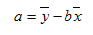 a = y̅ − bx̅